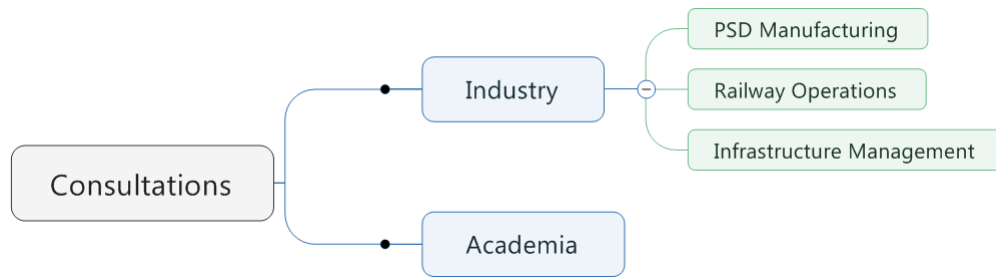 Consultations
Industry
PSD Manufacturing
Railway Operations
Infrastructure Management
Academia